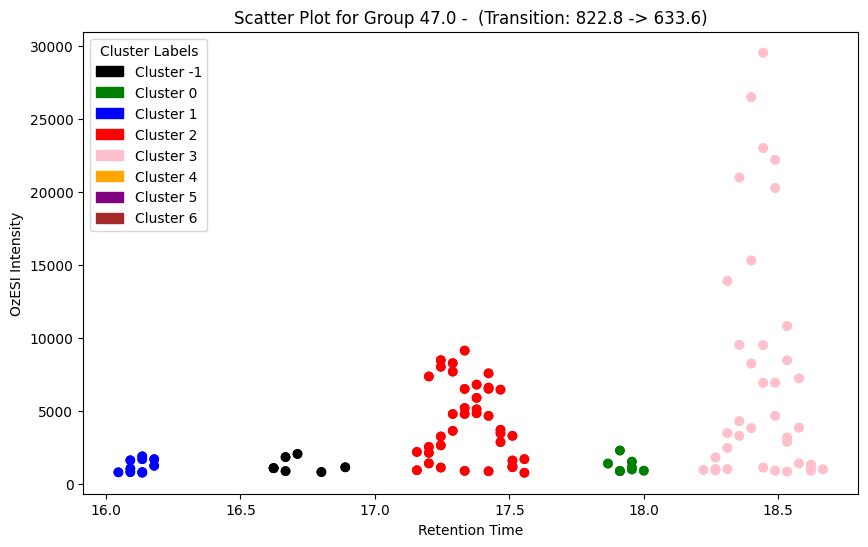 Scatter Plot for Group 47.0 -  (Transition: 822.8 -> 633.6)
Cluster Labels
Cluster -1
Cluster 0
Cluster 1
Cluster 2
Cluster 3
Cluster 4
Cluster 5
Cluster 6
OzESI Intensity
30000
25000
20000
15000
10000
5000
0
16.0 16.5 17.0 17.5 18.0 18.5
Retention Time